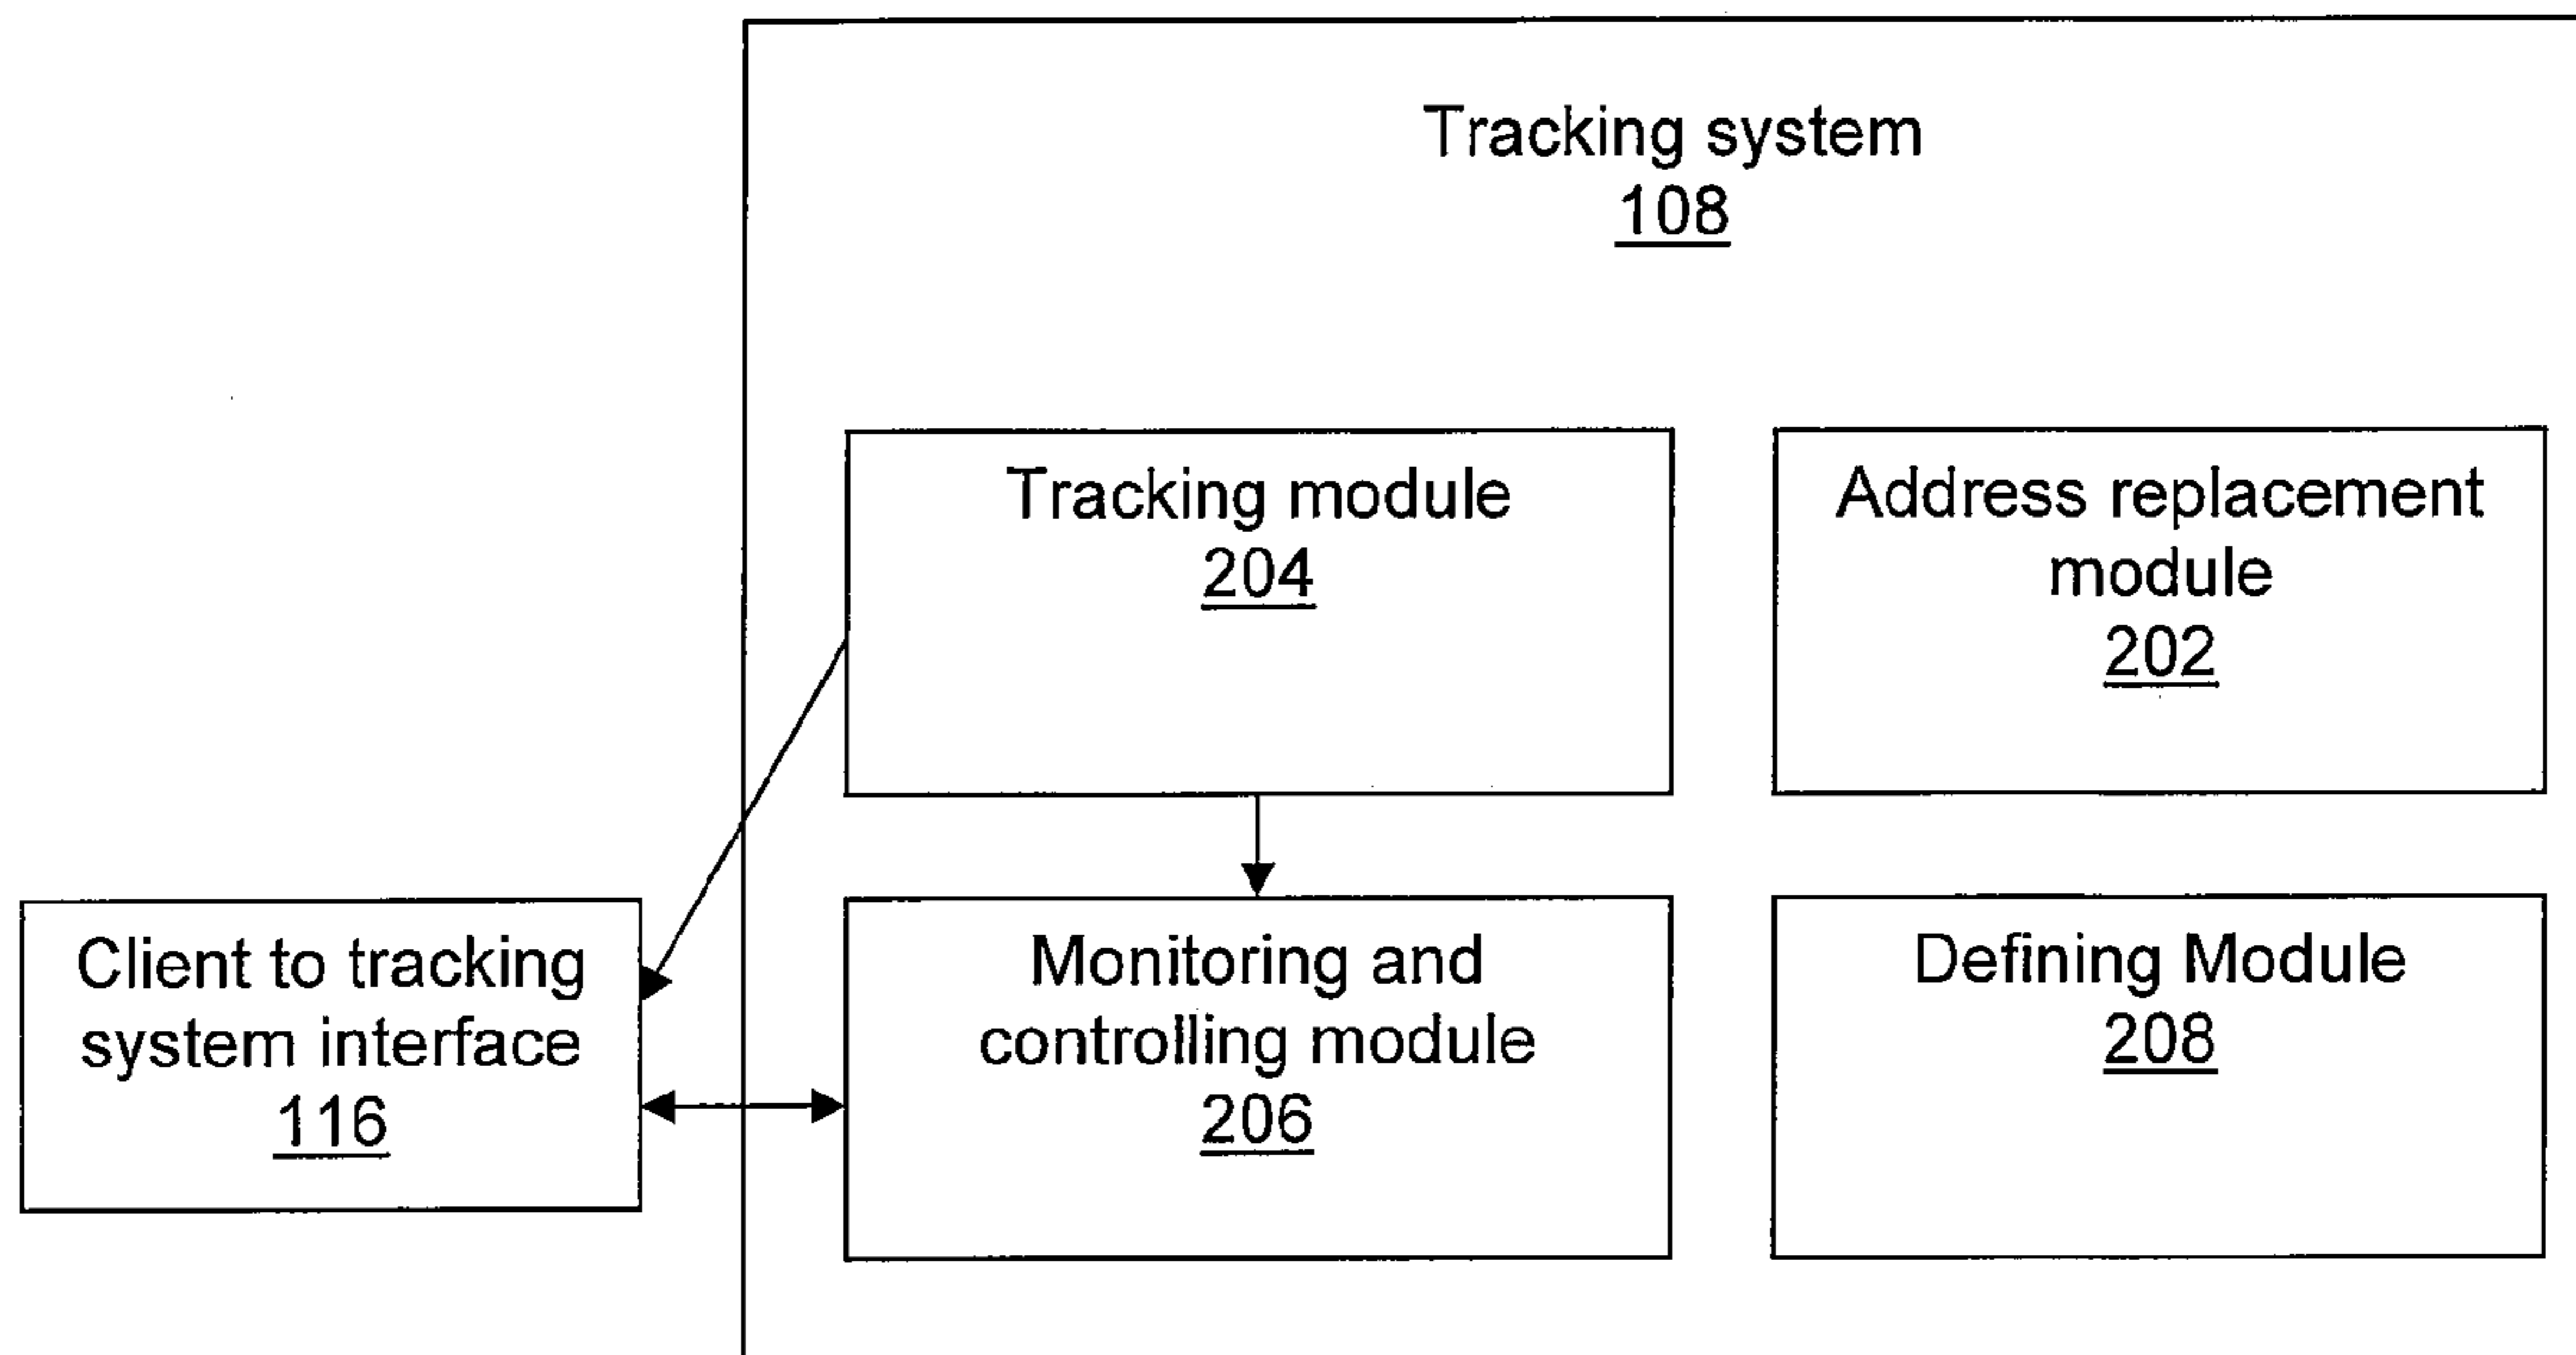 Tracking system
108
Tracking module
204
Address replacement
module
202
Client to tracking
system interface
116
Monitoring and
controlling module
206
Defining Module
208